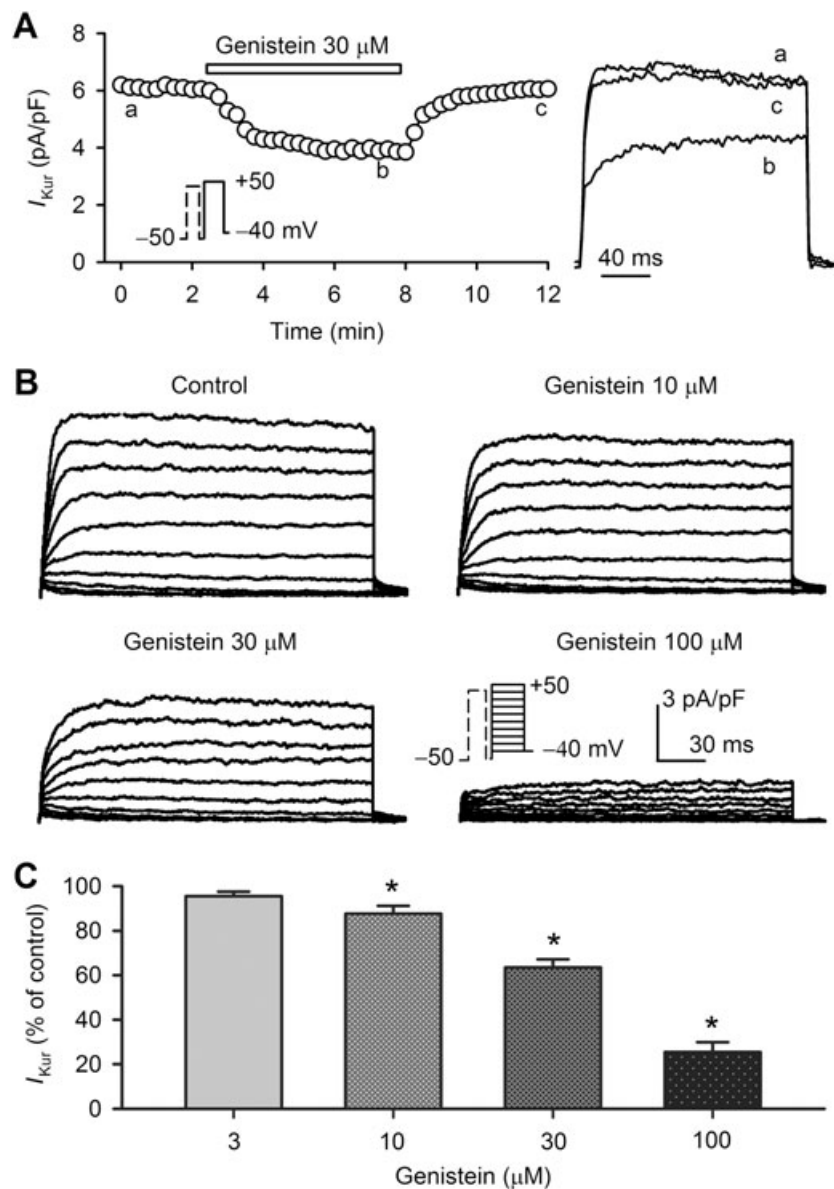 A
Genistein 30 μM
I_Kur (pA/pF)
8
6
4
2
0
a
b
c
+50
−50
−40 mV
0 2 4 6 8 10 12
Time (min)
a
c
b
40 ms
B
Control
Genistein 10 μM
Genistein 30 μM
Genistein 100 μM
+50
−50
−40 mV
3 pA/pF
30 ms
C
I_Kur (% of control)
100
80
60
40
20
0
*
*
*
3 10 30 100
Genistein (μM)